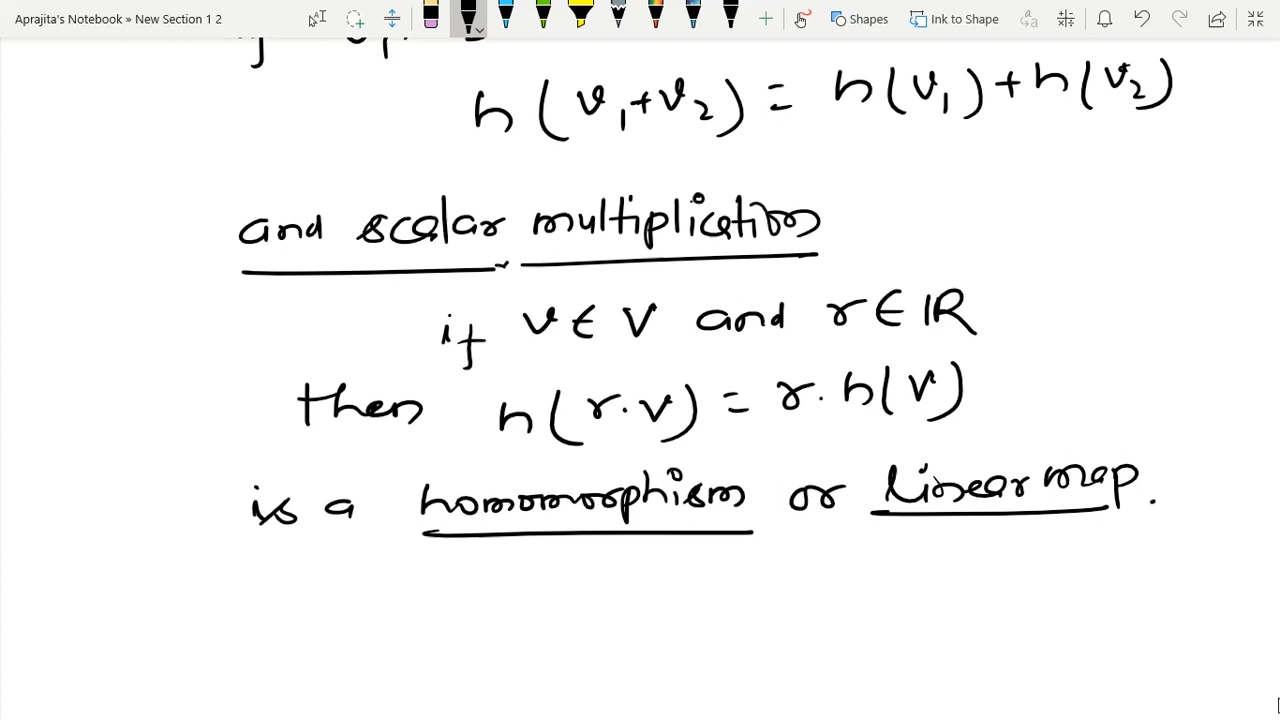 Aprajita's Notebook » New Section 1 2
Shapes
Ink to Shape
h(v₁+v₂) = h(v₁)+h(v₂)
and scalar multiplication
if v ∈ V and r ∈ ℝ
then h(r·v) = r·h(v)
is a homomorphism or linear map.